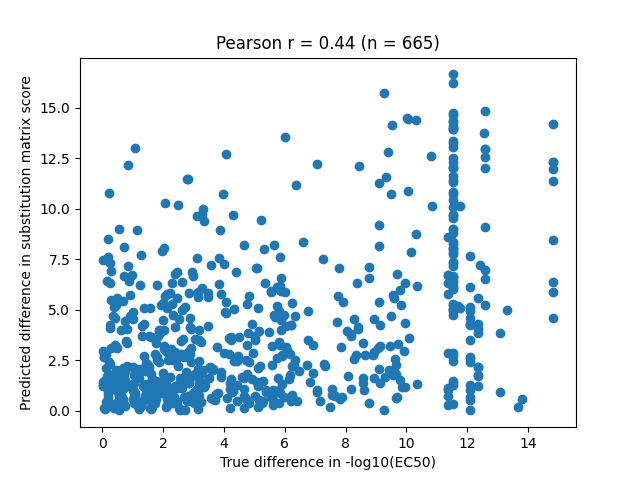 Pearson r = 0.44 (n = 665)
Predicted difference in substitution matrix score
15.0
12.5
10.0
7.5
5.0
2.5
0.0
0 2 4 6 8 10 12 14
True difference in -log10(EC50)